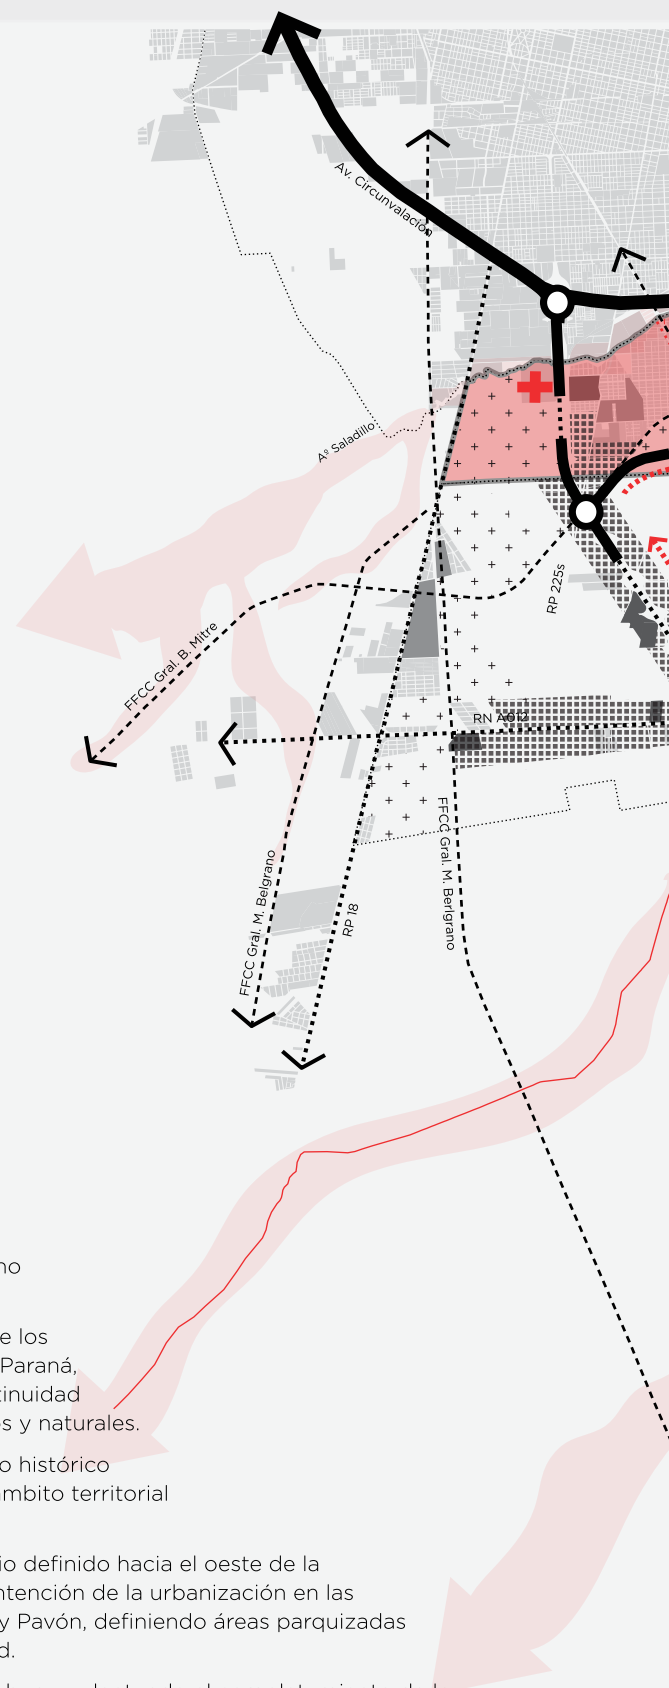 Av. Circunvalación
Aº Saladillo
RP 225s
FFCC Gral. B. Mitre
RN A012
FFCC Gral. M. Berlgrano
FFCC Gral. M. Belgrano
RP 18
no
e los
Paraná,
tinuidad
s y naturales.
o histórico
mbito territorial
io definido hacia el oeste de la
ntención de la urbanización en las
y Pavón, definiendo áreas parquizadas
d.